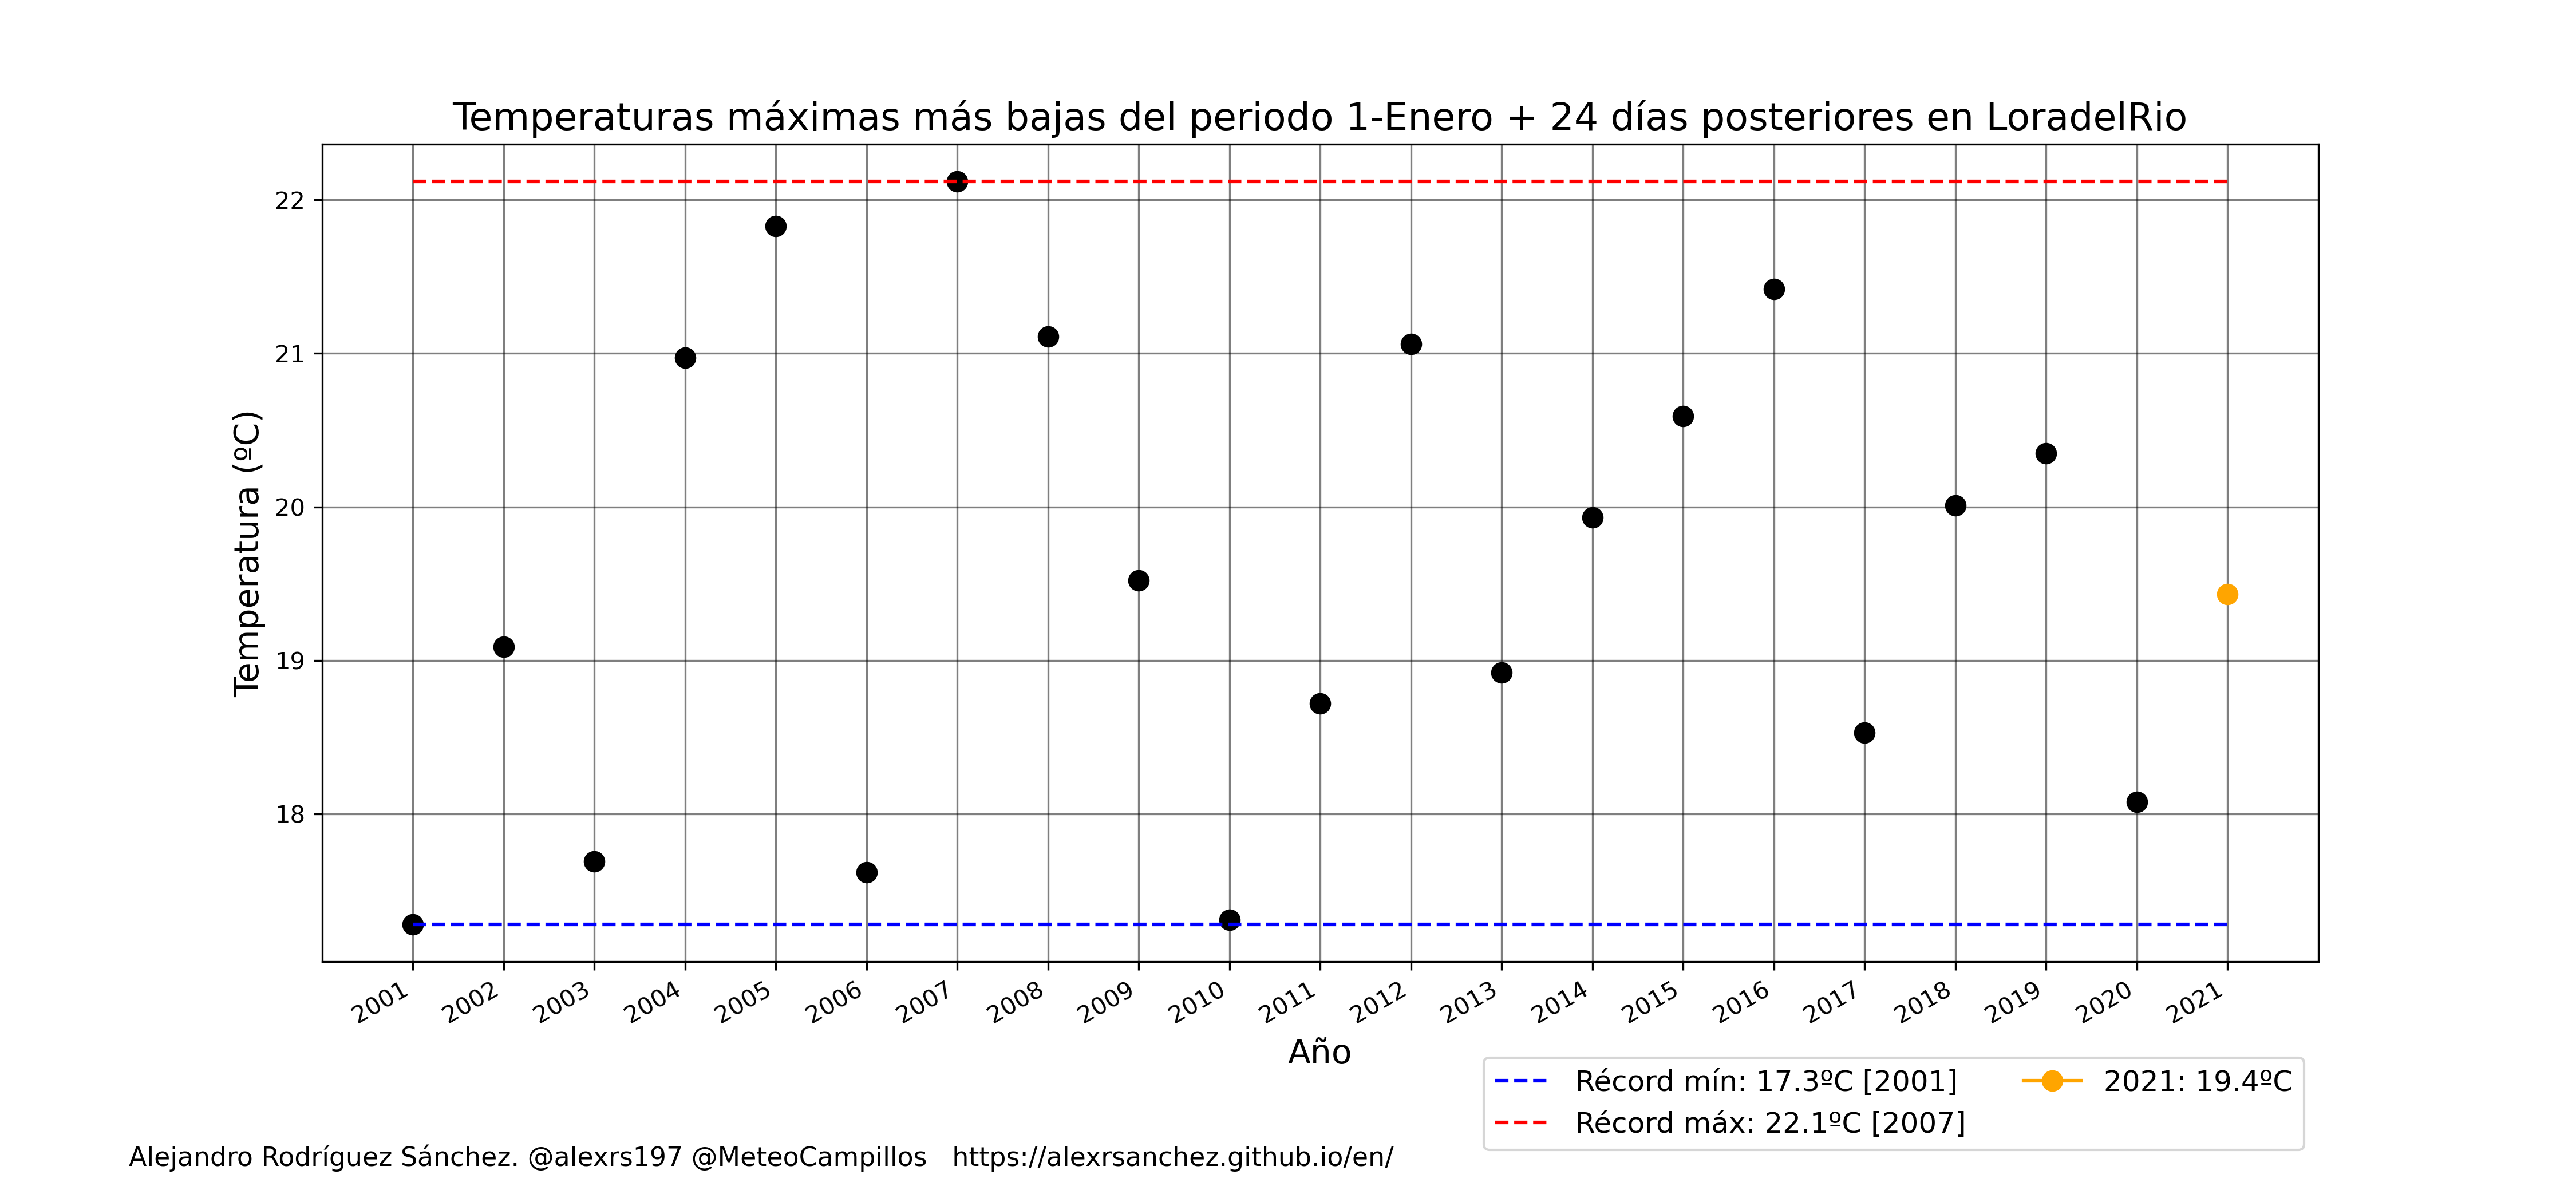 Temperaturas máximas más bajas del periodo 1-Enero + 24 días posteriores en LoradelRio
Temperatura (ºC)
22
21
20
19
18
2001 2002 2003 2004 2005 2006 2007 2008 2009 2010 2011 2012 2013 2014 2015 2016 2017 2018 2019 2020 2021
Año
Récord mín: 17.3ºC [2001]
Récord máx: 22.1ºC [2007]
2021: 19.4ºC
Alejandro Rodríguez Sánchez. @alexrs197 @MeteoCampillos https://alexrsanchez.github.io/en/